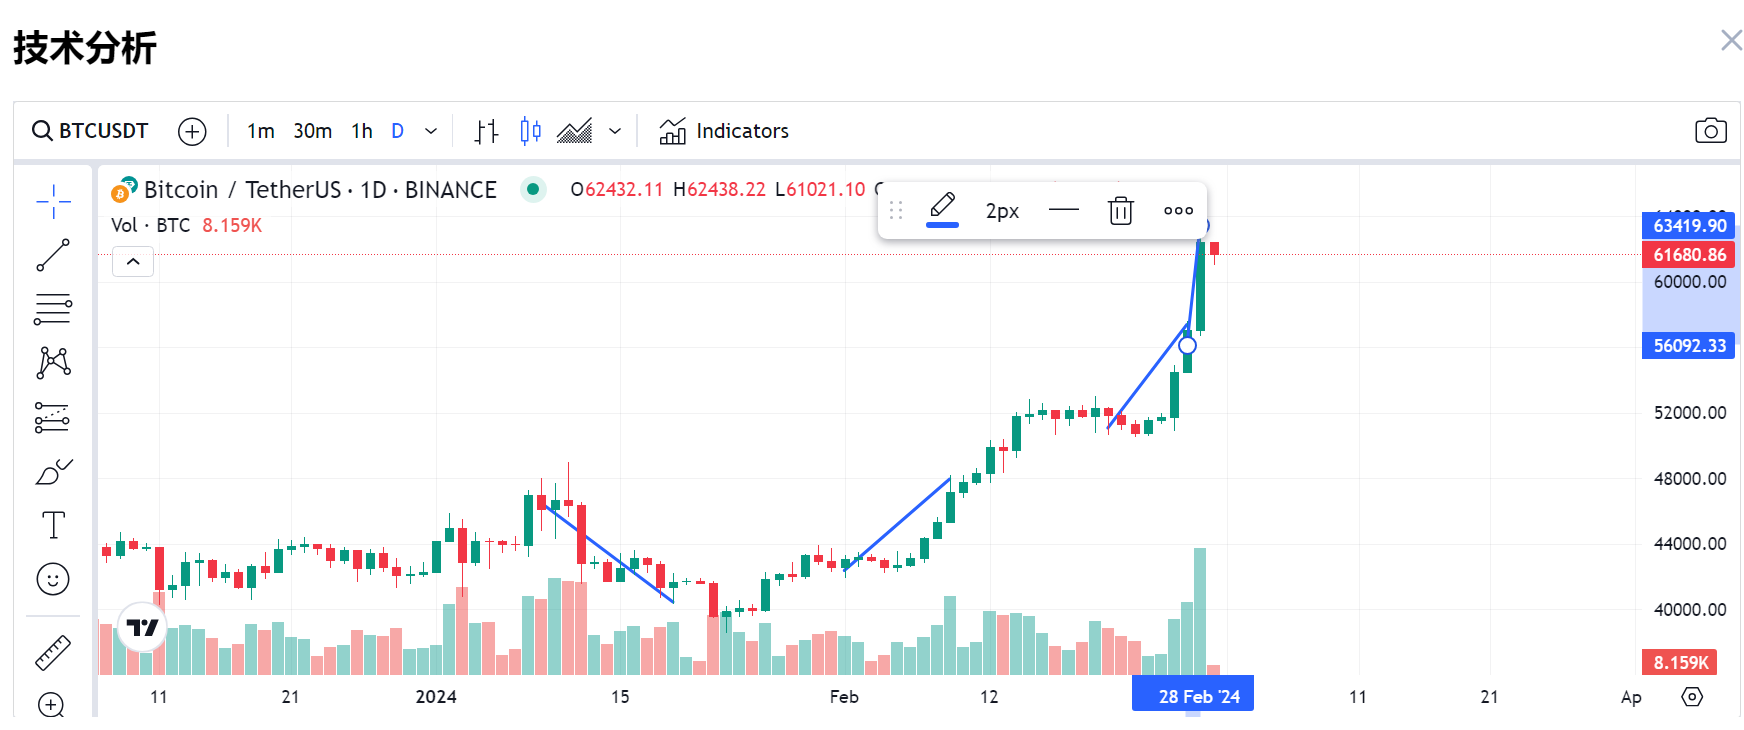 技术分析
BTCUSDT 1m 30m 1h D Indicators
Bitcoin / TetherUS · 1D · BINANCE O62432.11 H62438.22 L61021.10
Vol · BTC 8.159K
2px
63419.90
61680.86
60000.00
56092.33
52000.00
48000.00
44000.00
40000.00
8.159K
11 21 2024 15 Feb 12 28 Feb '24 11 21 Ap